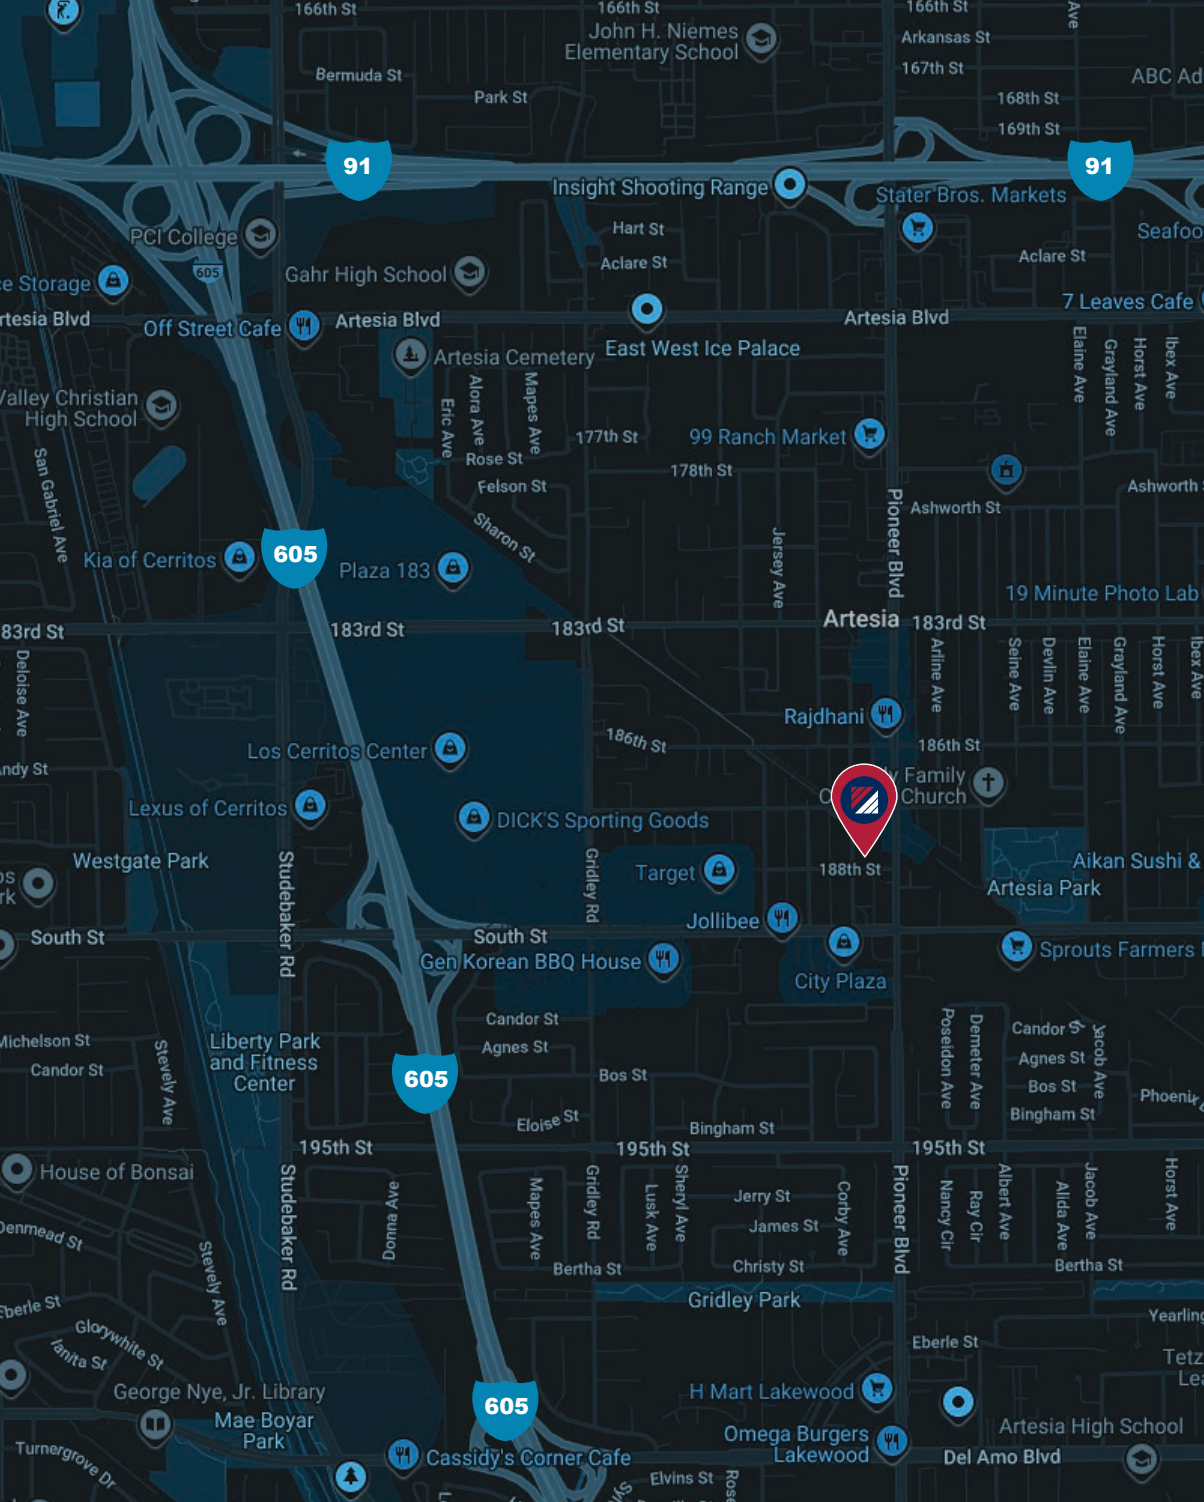 166th St
166th St
166th St
Ave
John H. Niemes
Elementary School
Arkansas St
167th St
Bermuda St
ABC Ad
Park St
168th St
169th St
91
91
Insight Shooting Range
Stater Bros. Markets
PCI College
Hart St
Seafoo
605
Gahr High School
Aclare St
Aclare St
ce Storage
7 Leaves Cafe
rtesia Blvd
Off Street Cafe
Artesia Blvd
Artesia Blvd
East West Ice Palace
Artesia Cemetery
Elaine Ave
Grayland Ave
Horst Ave
Ibex Ave
Valley Christian
High School
Eric Ave
Alora Ave
Mapes Ave
177th St
99 Ranch Market
Rose St
178th St
San Gabriel Ave
Felson St
Ashworth
Pioneer Blvd
Ashworth St
Sharon St
605
Kia of Cerritos
Plaza 183
Jersey Ave
19 Minute Photo Lab
83rd St
183rd St
183rd St
Artesia
183rd St
Deloise Ave
Arline Ave
Seine Ave
Devlin Ave
Elaine Ave
Grayland Ave
Horst Ave
Ibex Ave
Rajdhani
186th St
186th St
Los Cerritos Center
Andy St
y Family
C Church
Lexus of Cerritos
DICK'S Sporting Goods
Westgate Park
Studebaker Rd
Gridley Rd
Target
188th St
Aikan Sushi &
Artesia Park
os
rk
Jollibee
South St
South St
Gen Korean BBQ House
City Plaza
Sprouts Farmers
Candor St
Agnes St
Poseidon Ave
Demeter Ave
Candor St
Jacob Ave
Michelson St
Liberty Park
and Fitness
Center
Agnes St
Candor St
Stevely Ave
605
Bos St
Bos St
Phoenix
Eloise St
Bingham St
Bingham St
195th St
195th St
195th St
House of Bonsai
Studebaker Rd
Donna Ave
Mapes Ave
Gridley Rd
Lusk Ave
Sheryl Ave
Jerry St
James St
Corby Ave
Pioneer Blvd
Nancy Cir
Ray Cir
Albert Ave
Alida Ave
Jacob Ave
Horst Ave
Denmead St
Stevely Ave
Bertha St
Christy St
Bertha St
Eberle St
Gridley Park
Yearling
Glorywhite St
Ianita St
Eberle St
Tetz
Lea
George Nye, Jr. Library
H Mart Lakewood
605
Mae Boyar
Park
Artesia High School
Omega Burgers
Lakewood
Turnergrove Dr
Cassidy's Corner Cafe
Del Amo Blvd
Elvins St
Rose